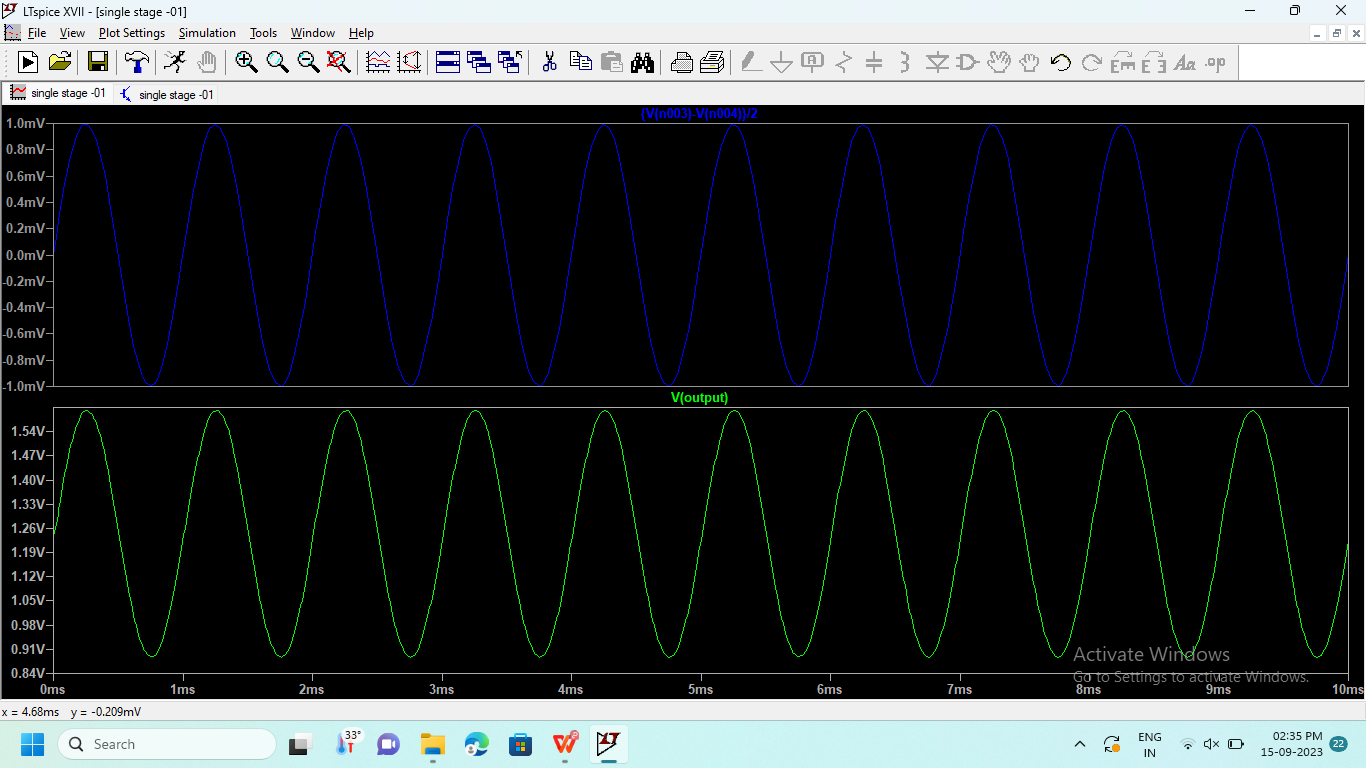 LTspice XVII - [single stage -01]
File View Plot Settings Simulation Tools Window Help
single stage -01 single stage -01
(V(n003)-V(n004))/2
1.0mV
0.8mV
0.6mV
0.4mV
0.2mV
0.0mV
-0.2mV
-0.4mV
-0.6mV
-0.8mV
-1.0mV
V(output)
1.54V
1.47V
1.40V
1.33V
1.26V
1.19V
1.12V
1.05V
0.98V
0.91V
0.84V
0ms 1ms 2ms 3ms 4ms 5ms 6ms 7ms 8ms 9ms 10ms
Activate Windows
Go to Settings to activate Windows.
x = 4.68ms y = -0.209mV
Search
33°
ENG
IN
02:35 PM
15-09-2023
22